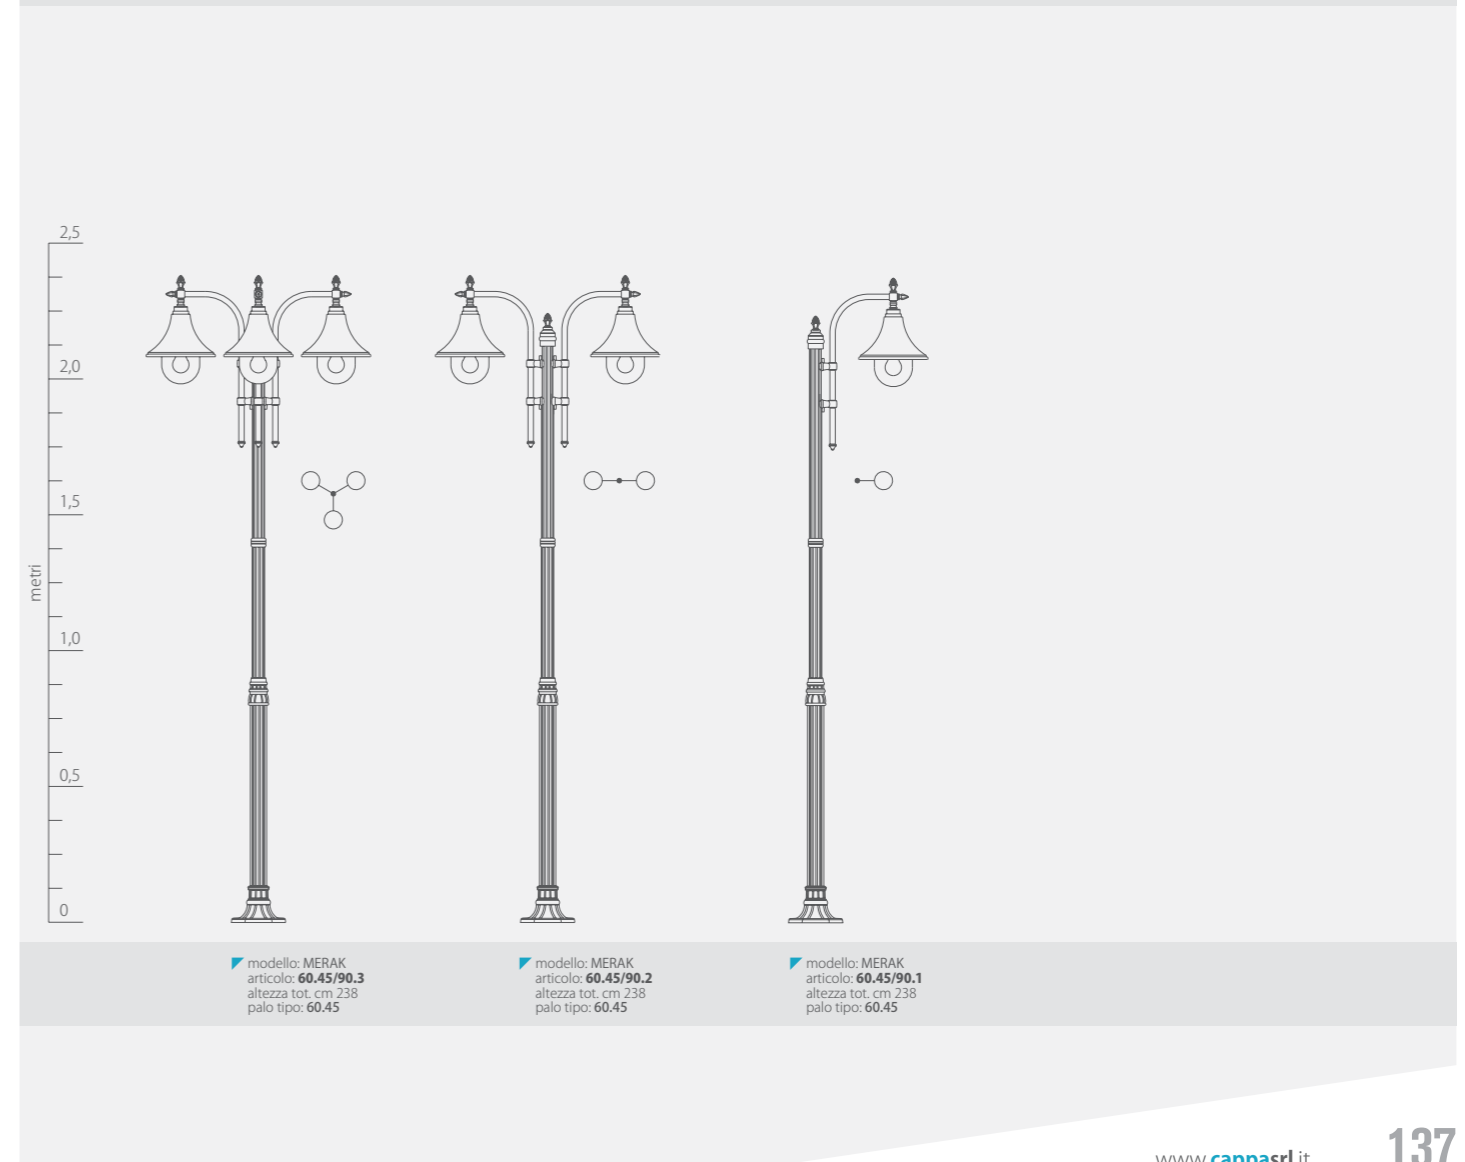 2,5
2,0
1,5
metri
1,0
0,5
0
modello: MERAK
articolo: 60.45/90.3
altezza tot. cm 238
palo tipo: 60.45
modello: MERAK
articolo: 60.45/90.2
altezza tot. cm 238
palo tipo: 60.45
modello: MERAK
articolo: 60.45/90.1
altezza tot. cm 238
palo tipo: 60.45
www.cappasrl.it
137